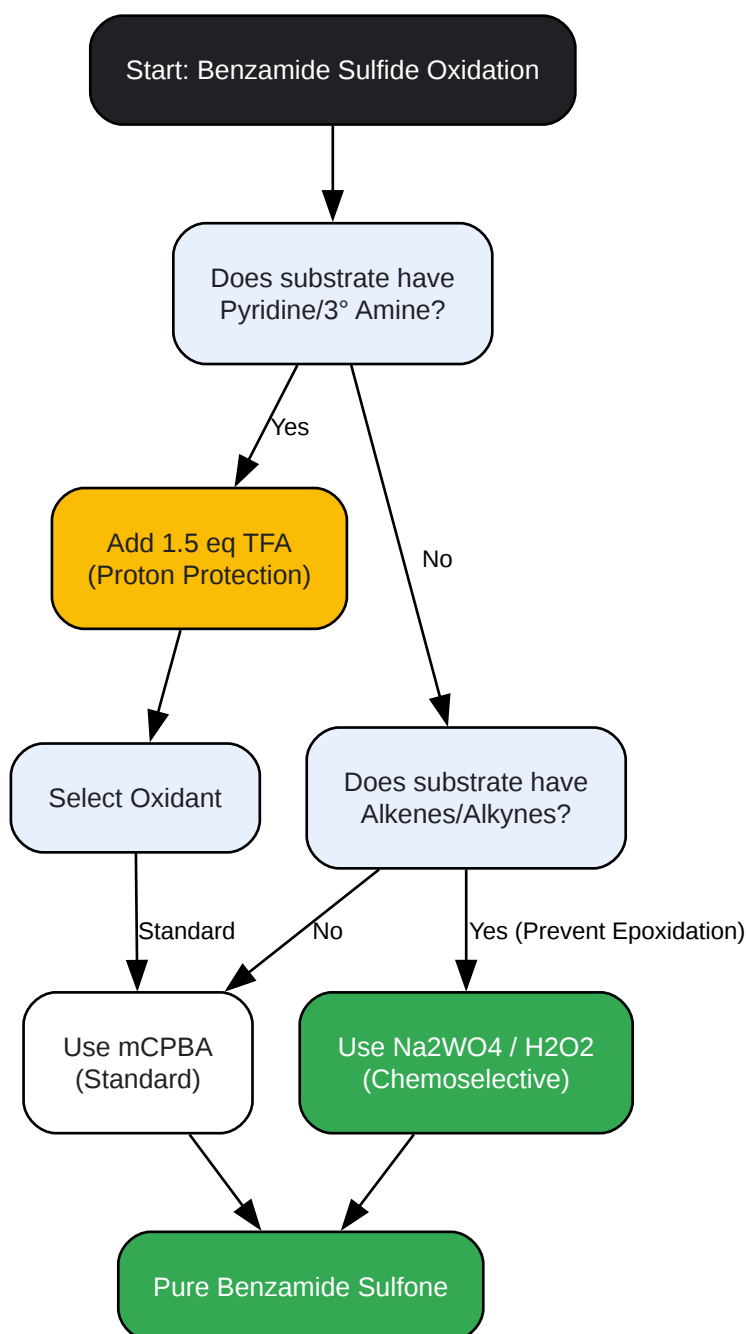 Start: Benzamide Sulfide Oxidation
Does substrate have
Pyridine/3° Amine?
Yes
Add 1.5 eq TFA
(Proton Protection)
No
Select Oxidant
Does substrate have
Alkenes/Alkynes?
Standard
No
Yes (Prevent Epoxidation)
Use mCPBA
(Standard)
Use Na2WO4 / H2O2
(Chemoselective)
Pure Benzamide Sulfone